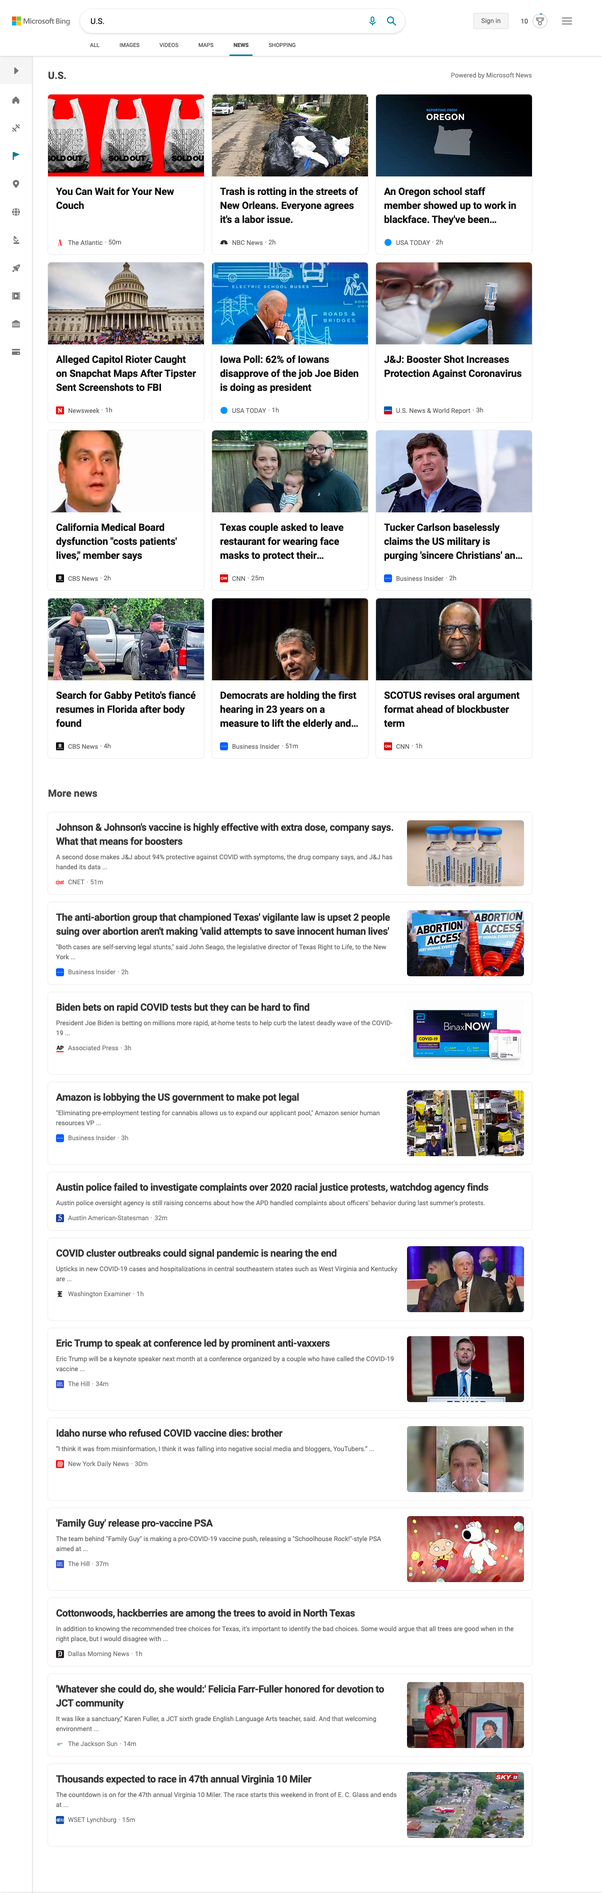 Microsoft Bing
U.S.
Sign in
10
ALL
IMAGES
VIDEOS
MAPS
NEWS
SHOPPING
U.S.
Powered by Microsoft News
SOLD OUT
SOLD OUT
REPORTING FROM
OREGON
You Can Wait for Your New
Couch
The Atlantic · 50m
Trash is rotting in the streets of
New Orleans. Everyone agrees
it's a labor issue.
NBC News · 2h
An Oregon school staff
member showed up to work in
blackface. They've been...
USA TODAY · 2h
ELECTRIC SCHOOL BUSES
ROADS &
BRIDGES
Alleged Capitol Rioter Caught
on Snapchat Maps After Tipster
Sent Screenshots to FBI
Newsweek · 1h
Iowa Poll: 62% of Iowans
disapprove of the job Joe Biden
is doing as president
USA TODAY · 1h
J&J: Booster Shot Increases
Protection Against Coronavirus
U.S. News & World Report · 3h
California Medical Board
dysfunction "costs patients'
lives," member says
CBS News · 2h
Texas couple asked to leave
restaurant for wearing face
masks to protect their...
CNN · 25m
Tucker Carlson baselessly
claims the US military is
purging 'sincere Christians' an...
Business Insider · 2h
Search for Gabby Petito's fiancé
resumes in Florida after body
found
CBS News · 4h
Democrats are holding the first
hearing in 23 years on a
measure to lift the elderly and...
Business Insider · 51m
SCOTUS revises oral argument
format ahead of blockbuster
term
CNN · 1h
More news
Johnson & Johnson's vaccine is highly effective with extra dose, company says.
What that means for boosters
A second dose makes J&J about 94% protective against COVID with symptoms, the drug company says, and J&J has
handed its data ...
CNET · 51m
The anti-abortion group that championed Texas' vigilante law is upset 2 people
suing over abortion aren't making 'valid attempts to save innocent human lives'
"Both cases are self-serving legal stunts," said John Seago, the legislative director of Texas Right to Life, to the New
York ...
Business Insider · 2h
ABORTION
ACCESS
ABORTION
ACCESS
Biden bets on rapid COVID tests but they can be hard to find
President Joe Biden is betting on millions more rapid, at-home tests to help curb the latest deadly wave of the COVID-
19 ...
AP Associated Press · 3h
BinaxNOW
COVID-19
Amazon is lobbying the US government to make pot legal
"Eliminating pre-employment testing for cannabis allows us to expand our applicant pool," Amazon senior human
resources VP ...
Business Insider · 3h
Austin police failed to investigate complaints over 2020 racial justice protests, watchdog agency finds
Austin police oversight agency is still raising concerns about how the APD handled complaints about officers' behavior during last summer's protests.
Austin American-Statesman · 32m
COVID cluster outbreaks could signal pandemic is nearing the end
Upticks in new COVID-19 cases and hospitalizations in central southeastern states such as West Virginia and Kentucky
are ...
Washington Examiner · 1h
Eric Trump to speak at conference led by prominent anti-vaxxers
Eric Trump will be a keynote speaker next month at a conference organized by a couple who have called the COVID-19
vaccine ...
The Hill · 34m
Idaho nurse who refused COVID vaccine dies: brother
"I think it was from misinformation, I think it was falling into negative social media and bloggers, YouTubers." ...
New York Daily News · 30m
'Family Guy' release pro-vaccine PSA
The team behind "Family Guy" is making a pro-COVID-19 vaccine push, releasing a "Schoolhouse Rock!"-style PSA
aimed at ...
The Hill · 37m
Cottonwoods, hackberries are among the trees to avoid in North Texas
In addition to knowing the recommended tree choices for Texas, it's important to identify the bad choices. Some would argue that all trees are good when in the
right place, but I would disagree with ...
Dallas Morning News · 1h
'Whatever she could do, she would:' Felicia Farr-Fuller honored for devotion to
JCT community
It was like a sanctuary," Karen Fuller, a JCT sixth grade English Language Arts teacher, said. And that welcoming
environment ...
The Jackson Sun · 14m
Thousands expected to race in 47th annual Virginia 10 Miler
The countdown is on for the 47th annual Virginia 10 Miler. The race starts this weekend in front of E. C. Glass and ends
at ...
WSET Lynchburg · 15m
SKY